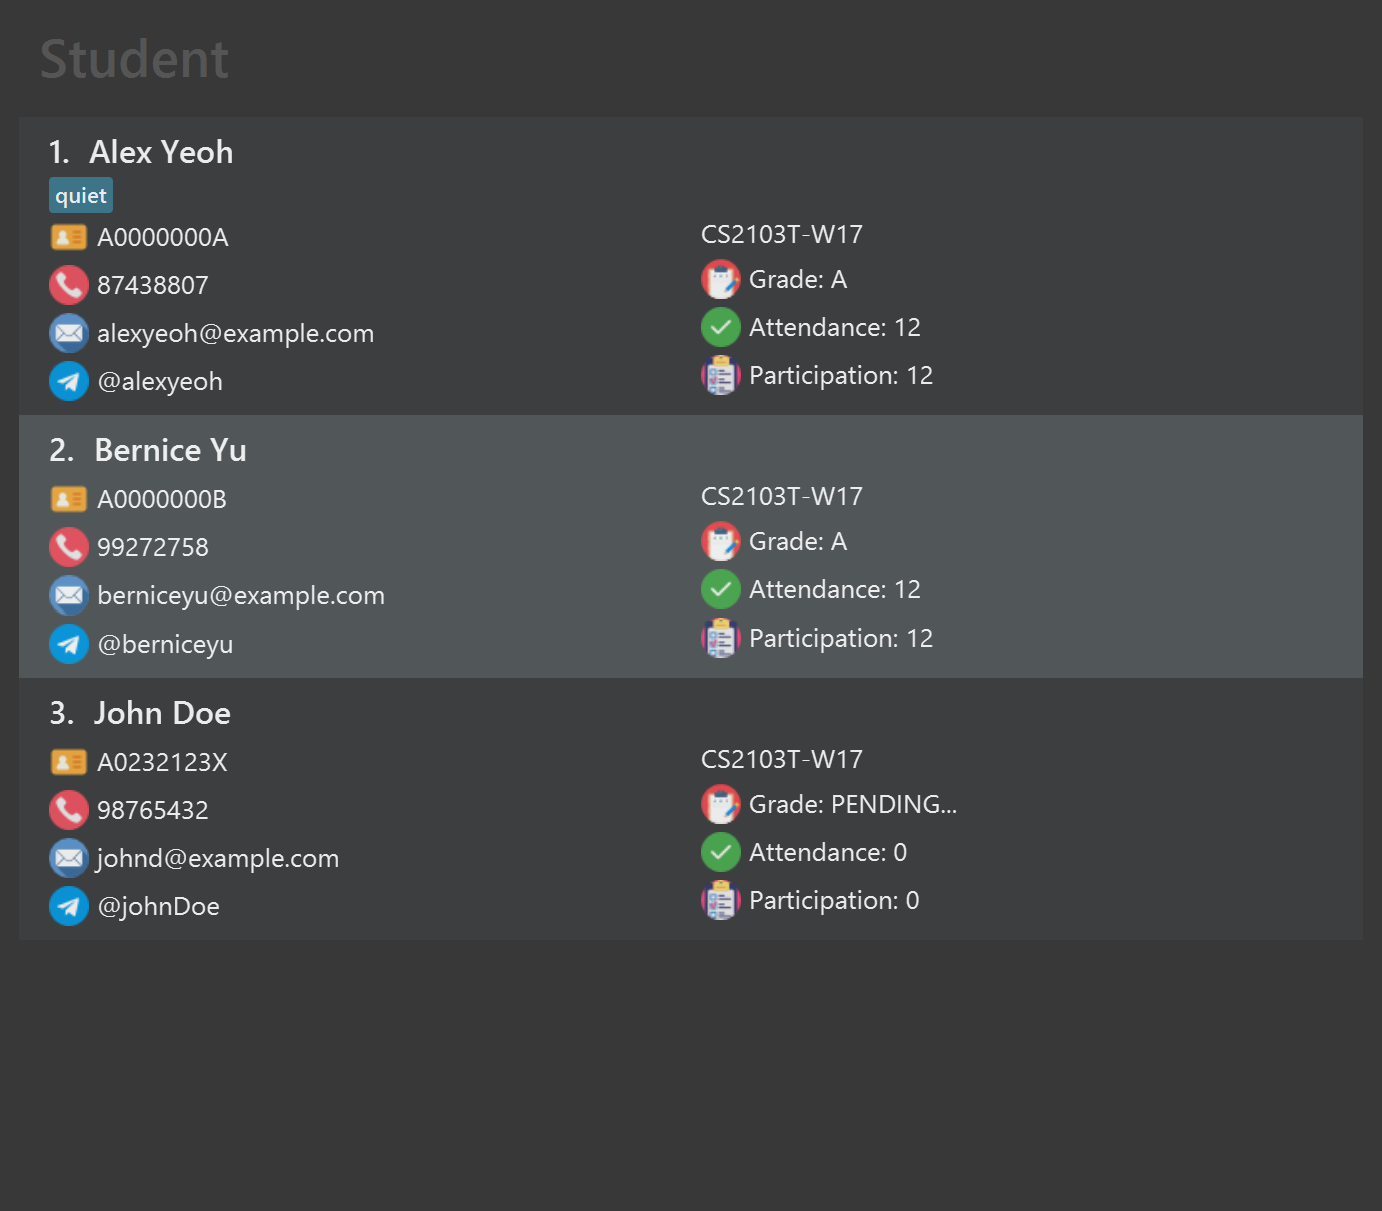 Student
1. Alex Yeoh
quiet
A0000000A
87438807
alexyeoh@example.com
@alexyeoh
CS2103T-W17
Grade: A
Attendance: 12
Participation: 12
2. Bernice Yu
A0000000B
99272758
berniceyu@example.com
@berniceyu
CS2103T-W17
Grade: A
Attendance: 12
Participation: 12
3. John Doe
A0232123X
98765432
johnd@example.com
@johnDoe
CS2103T-W17
Grade: PENDING...
Attendance: 0
Participation: 0